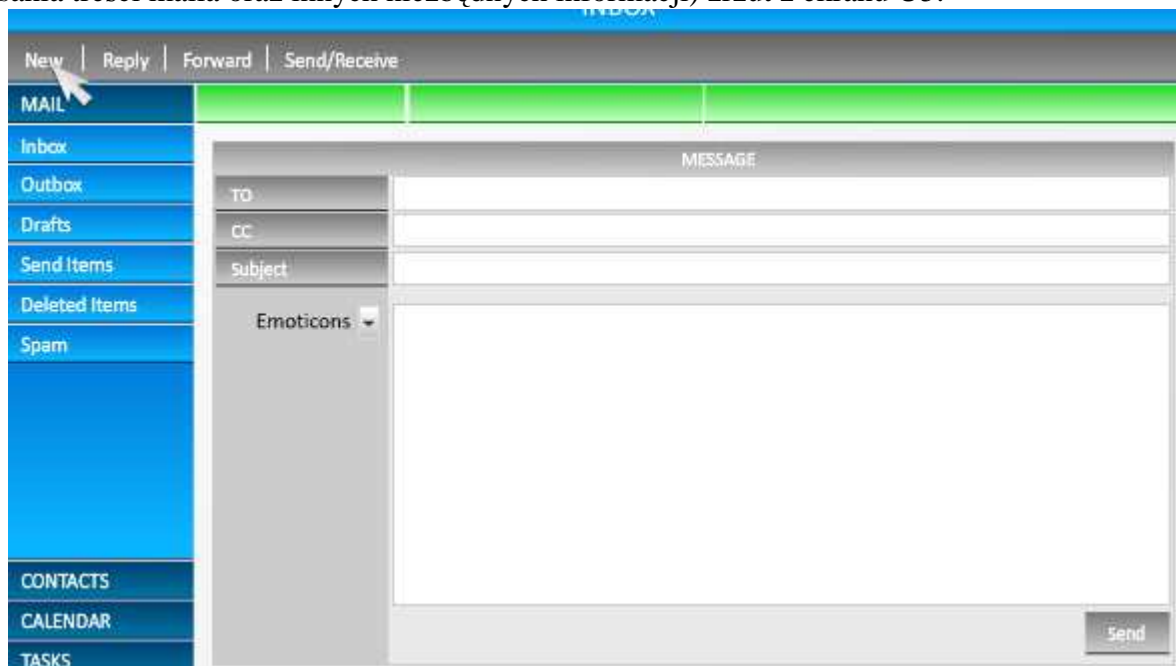 INBOX
New | Reply | Forward | Send/Receive
MAIL
Inbox
Outbox
Drafts
Send Items
Deleted Items
Spam
CONTACTS
CALENDAR
TASKS
MESSAGE
TO
CC
Subject
Emoticons
Send